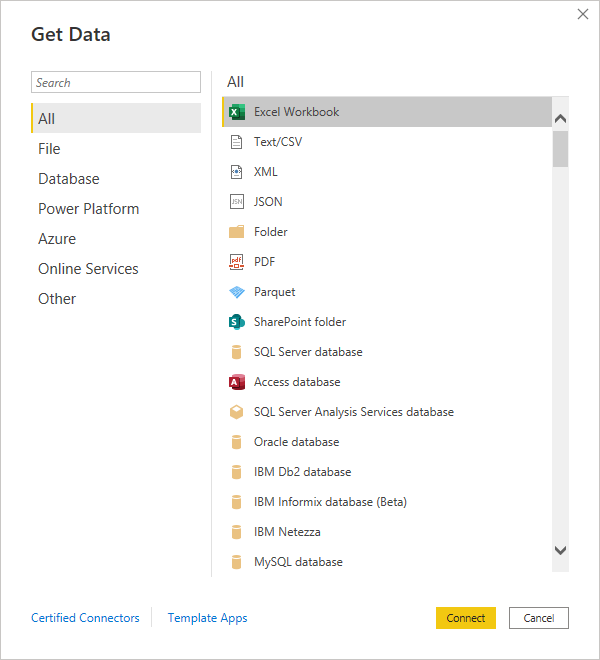 Get Data
Search
All
File
Database
Power Platform
Azure
Online Services
Other
All
Excel Workbook
Text/CSV
XML
JSON
Folder
PDF
Parquet
SharePoint folder
SQL Server database
Access database
SQL Server Analysis Services database
Oracle database
IBM Db2 database
IBM Informix database (Beta)
IBM Netezza
MySQL database
Certified Connectors
Template Apps
Connect
Cancel